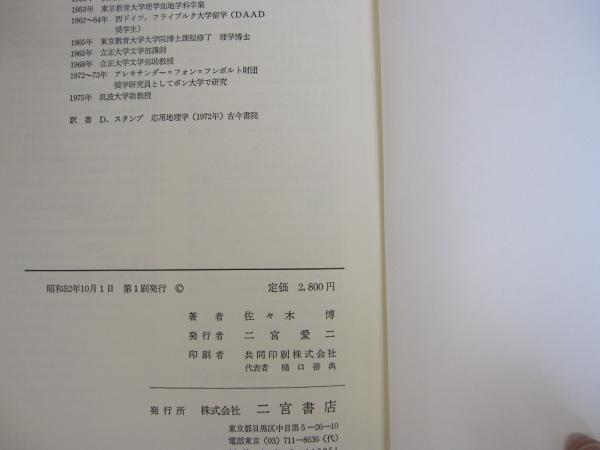 1953年 東京教育大学理学部地学科卒業
1962〜64年 西ドイツ，フライブルク大学留学（DAAD
奨学生）
1965年 東京教育大学大学院博士課程修了 理学博士
1965年 立正大学文学部講師
1968年 立正大学文学部助教授
1972〜73年 アレキサンダー＝フォン＝フンボルト財団
奨学研究員としてボン大学で研究
1975年 筑波大学助教授
訳書 D．スタンプ 応用地理学（1972年）古今書院
昭和52年10月1日 第1刷発行 © 定価 2,800円
著者 佐々木 博
発行者 二宮愛二
印刷者 共同印刷株式会社
代表者 樋口善典
発行所 株式会社 二宮書店
東京都目黒区中目黒5－26－10
電話東京（03）711－8636（代）